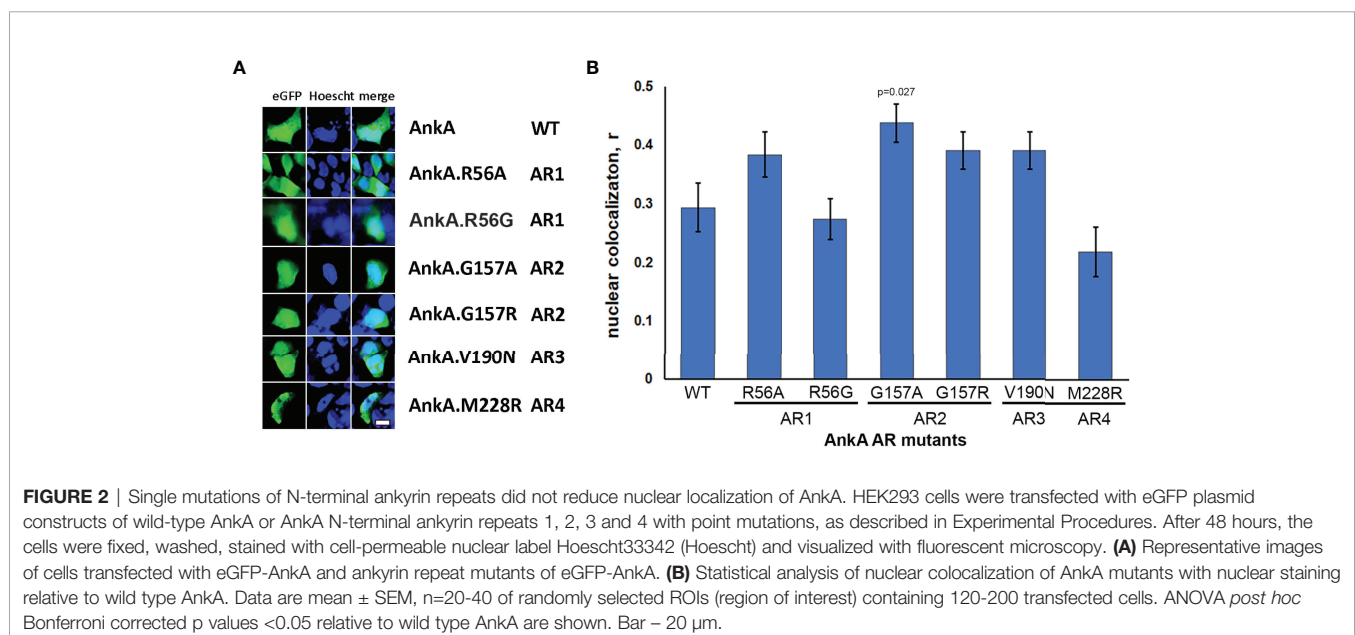 A
eGFP Hoescht merge
AnkA WT
AnkA.R56A AR1
AnkA.R56G AR1
AnkA.G157A AR2
AnkA.G157R AR2
AnkA.V190N AR3
AnkA.M228R AR4
B
nuclear colocalizaton, r
0.5
0.4
0.3
0.2
0.1
0
p=0.027
WT R56A R56G G157A G157R V190N M228R
AR1 AR2 AR3 AR4
AnkA AR mutants
FIGURE 2 | Single mutations of N-terminal ankyrin repeats did not reduce nuclear localization of AnkA. HEK293 cells were transfected with eGFP plasmid
constructs of wild-type AnkA or AnkA N-terminal ankyrin repeats 1, 2, 3 and 4 with point mutations, as described in Experimental Procedures. After 48 hours, the
cells were fixed, washed, stained with cell-permeable nuclear label Hoescht33342 (Hoescht) and visualized with fluorescent microscopy. (A) Representative images
of cells transfected with eGFP-AnkA and ankyrin repeat mutants of eGFP-AnkA. (B) Statistical analysis of nuclear colocalization of AnkA mutants with nuclear staining
relative to wild type AnkA. Data are mean ± SEM, n=20-40 of randomly selected ROIs (region of interest) containing 120-200 transfected cells. ANOVA post hoc
Bonferroni corrected p values <0.05 relative to wild type AnkA are shown. Bar – 20 µm.